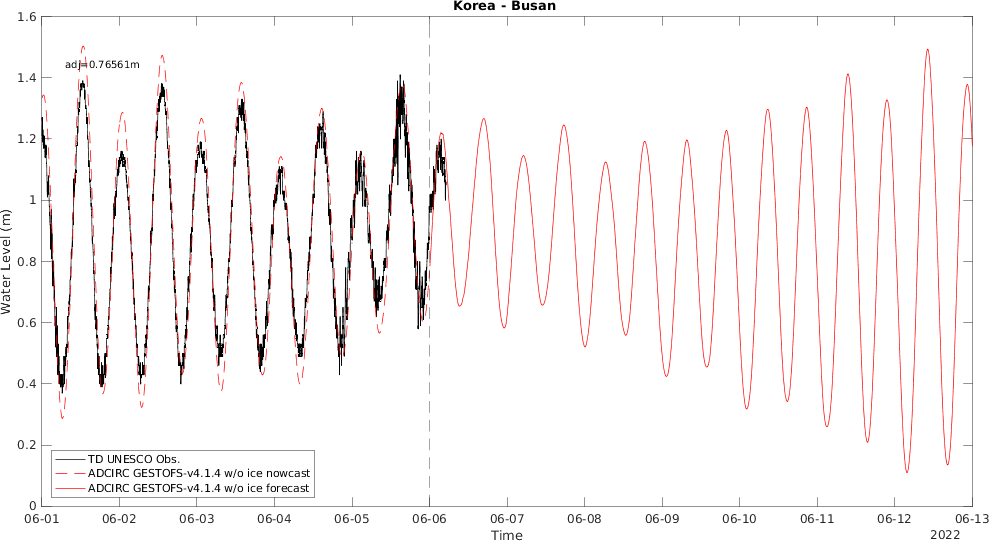 Korea - Busan
1.6
1.4
1.2
1
0.8
0.6
0.4
0.2
0
Water Level (m)
adj=0.76561m
TD UNESCO Obs.
ADCIRC GESTOFS-v4.1.4 w/o ice nowcast
ADCIRC GESTOFS-v4.1.4 w/o ice forecast
06-01 06-02 06-03 06-04 06-05 06-06 06-07 06-08 06-09 06-10 06-11 06-12 06-13
Time
2022